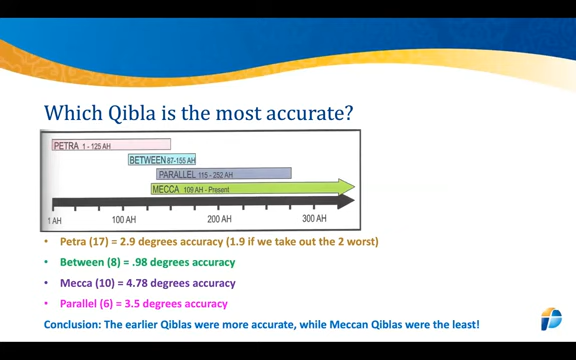 Which Qibla is the most accurate?
PETRA 1 - 125 AH
BETWEEN 87-155 AH
PARALLEL 115 - 252 AH
MECCA 109 AH - Present
1 AH 100 AH 200 AH 300 AH
• Petra (17) = 2.9 degrees accuracy (1.9 if we take out the 2 worst)
• Between (8) = .98 degrees accuracy
• Mecca (10) = 4.78 degrees accuracy
• Parallel (6) = 3.5 degrees accuracy
Conclusion: The earlier Qiblas were more accurate, while Meccan Qiblas were the least!